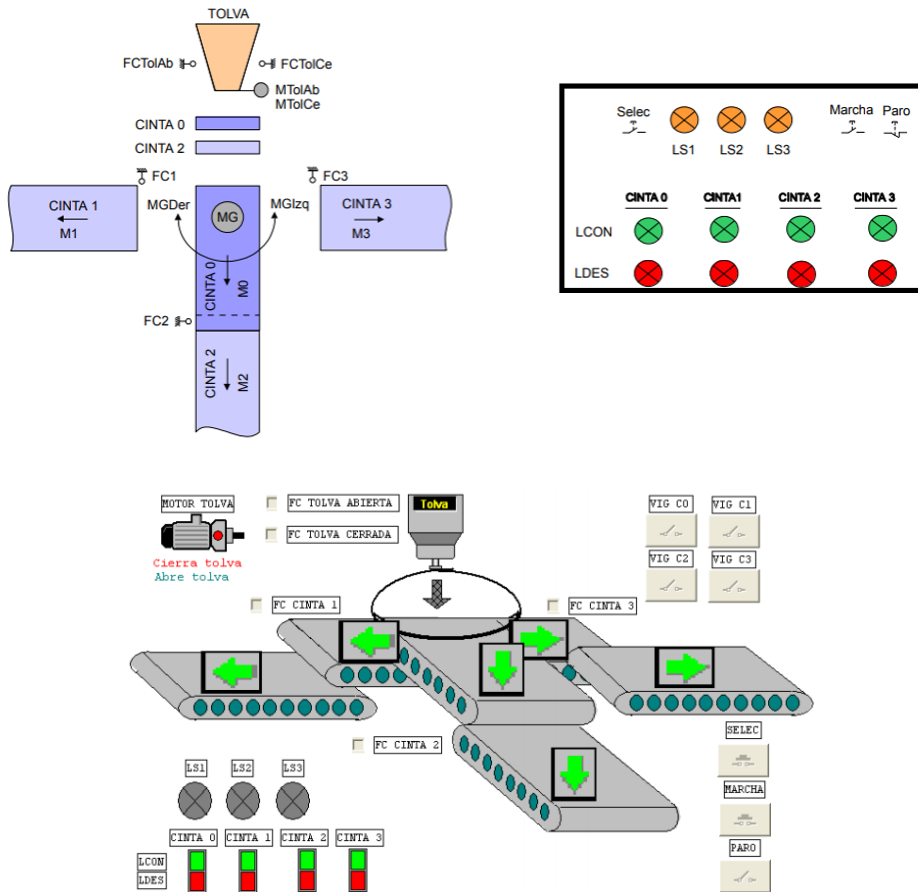 TOLVA
FCTolAb
FCTolCe
MTolAb
MTolCe
CINTA 0
CINTA 2
FC1
FC3
CINTA 1
MGDer
MG
MGIzq
CINTA 3
M1
M3
CINTA 0
M0
FC2
CINTA 2
M2
Selec
Marcha Paro
LS1 LS2 LS3
CINTA 0 CINTA1 CINTA 2 CINTA 3
LCON
LDES
MOTOR TOLVA
FC TOLVA ABIERTA
Tolva
FC TOLVA CERRADA
Cierra tolva
Abre tolva
VIG C0 VIG C1
VIG C2 VIG C3
FC CINTA 1
FC CINTA 3
FC CINTA 2
SELEC
MARCHA
PARO
LS1 LS2 LS3
CINTA 0 CINTA 1 CINTA 2 CINTA 3
LCON
LDES